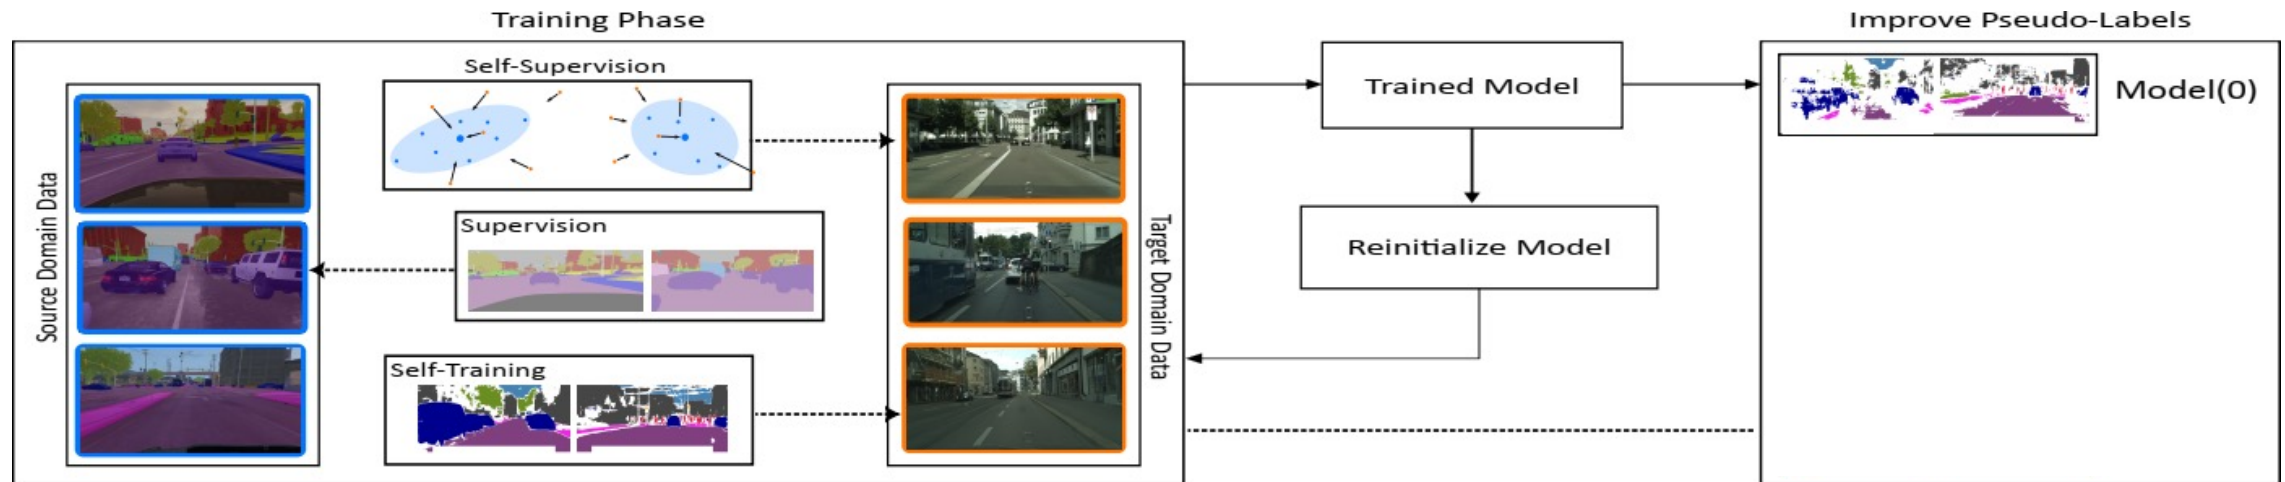 Training Phase
Improve Pseudo-Labels
Self-Supervision
Trained Model
Model(0)
Source Domain Data
Supervision
Target Domain Data
Reinitialize Model
Self-Training